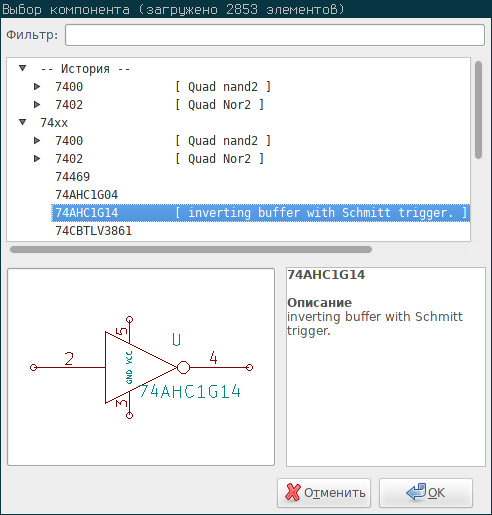 Выбор компонента (загружено 2853 элементов)
Фильтр:
-- История --
7400 [ Quad nand2 ]
7402 [ Quad Nor2 ]
74xx
7400 [ Quad nand2 ]
7402 [ Quad Nor2 ]
74469
74AHC1G04
74AHC1G14 [ inverting buffer with Schmitt trigger. ]
74CBTLV3861
74AHC1G14
Описание
inverting buffer with Schmitt
trigger.
5
U
2
GND VCC
4
3
74AHC1G14
Отменить
OK